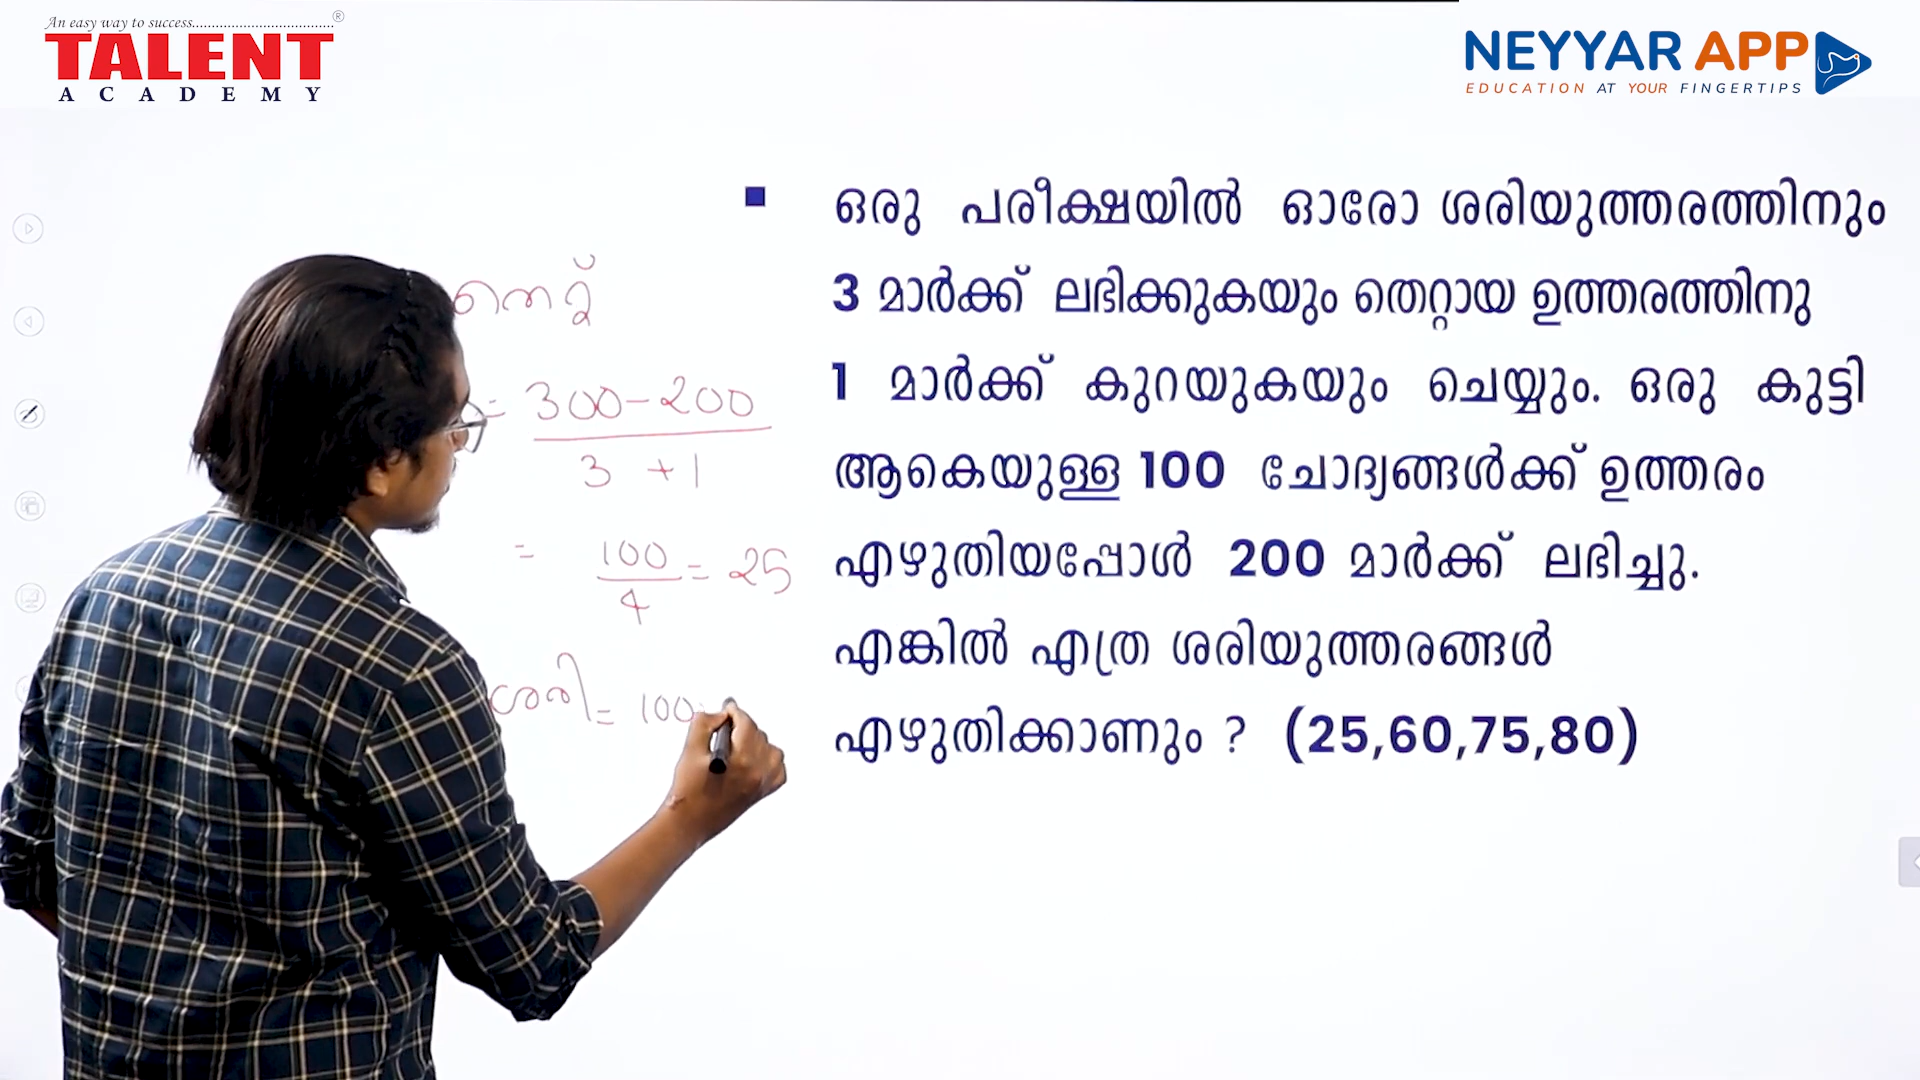 An easy way to success....................................®
TALENT
ACADEMY
NEYYAR APP
EDUCATION AT YOUR FINGERTIPS
ഒരു പരീക്ഷയിൽ ഓരോ ശരിയുത്തരത്തിനും
3 മാർക്ക് ലഭിക്കുകയും തെറ്റായ ഉത്തരത്തിനു
1 മാർക്ക് കുറയുകയും ചെയ്യും. ഒരു കുട്ടി
ആകെയുള്ള 100 ചോദ്യങ്ങൾക്ക് ഉത്തരം
എഴുതിയപ്പോൾ 200 മാർക്ക് ലഭിച്ചു.
എങ്കിൽ എത്ര ശരിയുത്തരങ്ങൾ
എഴുതിക്കാണും ? (25,60,75,80)
തെറ്റ്
= 300-200
3 +1
= 100 = 25
4
ശരി = 100